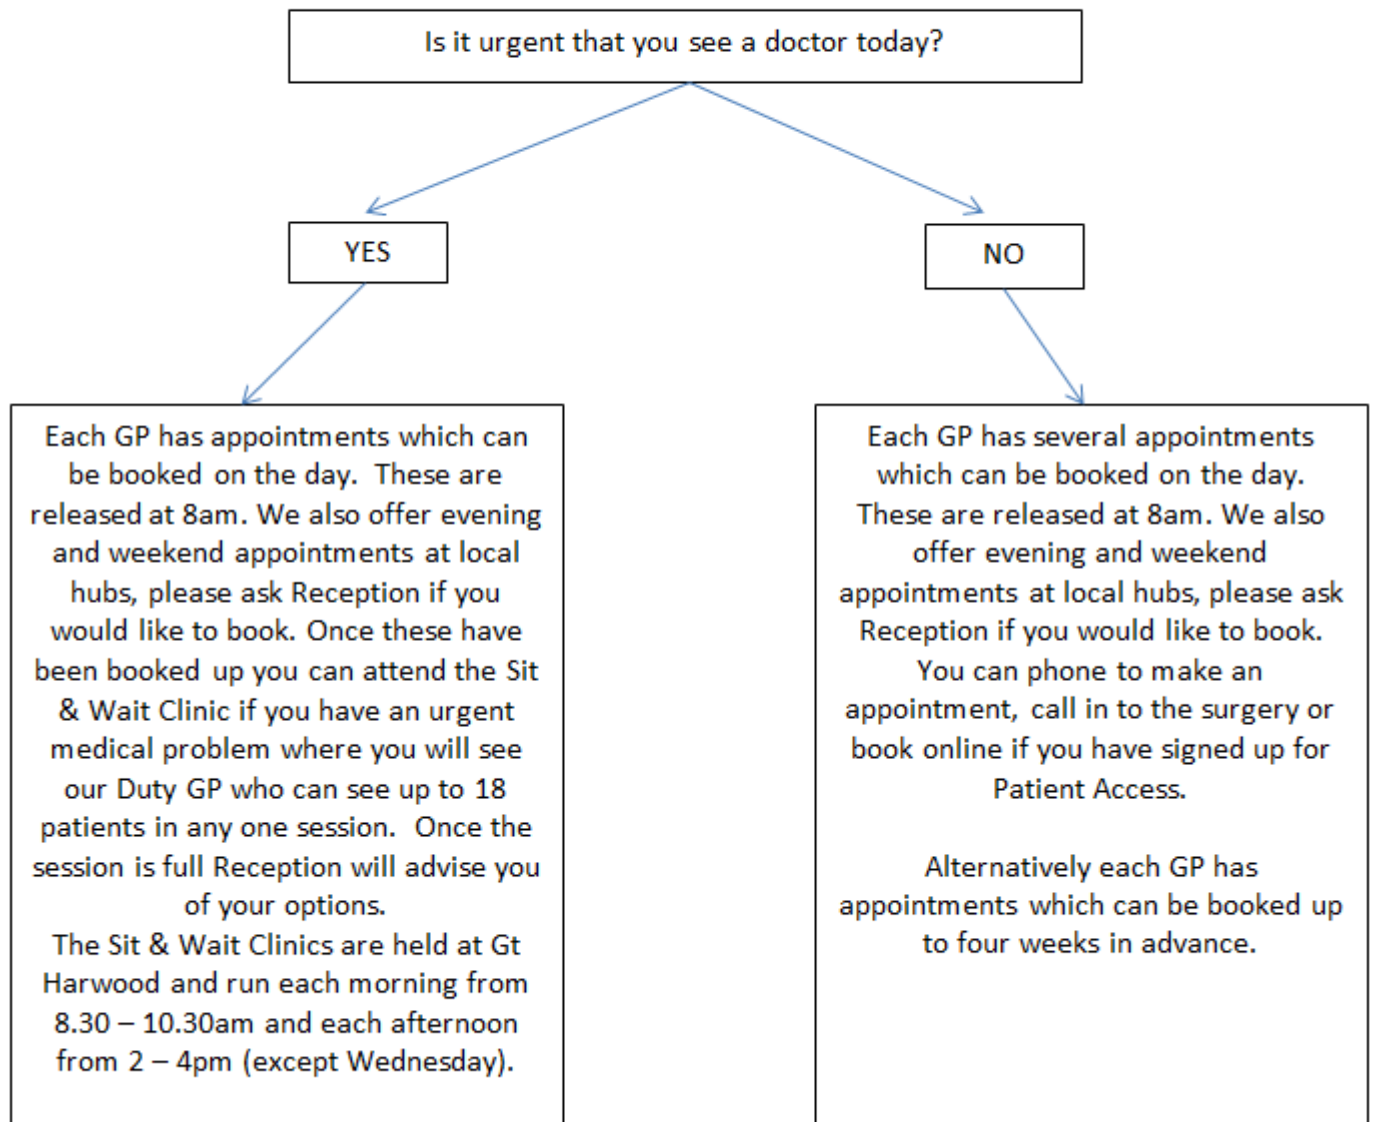 Is it urgent that you see a doctor today?
YES
NO
Each GP has appointments which can
be booked on the day.  These are
released at 8am. We also offer evening
and weekend appointments at local
hubs, please ask Reception if you
would like to book. Once these have
been booked up you can attend the Sit
& Wait Clinic if you have an urgent
medical problem where you will see
our Duty GP who can see up to 18
patients in any one session.  Once the
session is full Reception will advise you
of your options.
The Sit & Wait Clinics are held at Gt
Harwood and run each morning from
8.30 – 10.30am and each afternoon
from 2 – 4pm (except Wednesday).
Each GP has several appointments
which can be booked on the day.
These are released at 8am. We also
offer evening and weekend
appointments at local hubs, please ask
Reception if you would like to book.
You can phone to make an
appointment, call in to the surgery or
book online if you have signed up for
Patient Access.
Alternatively each GP has
appointments which can be booked up
to four weeks in advance.